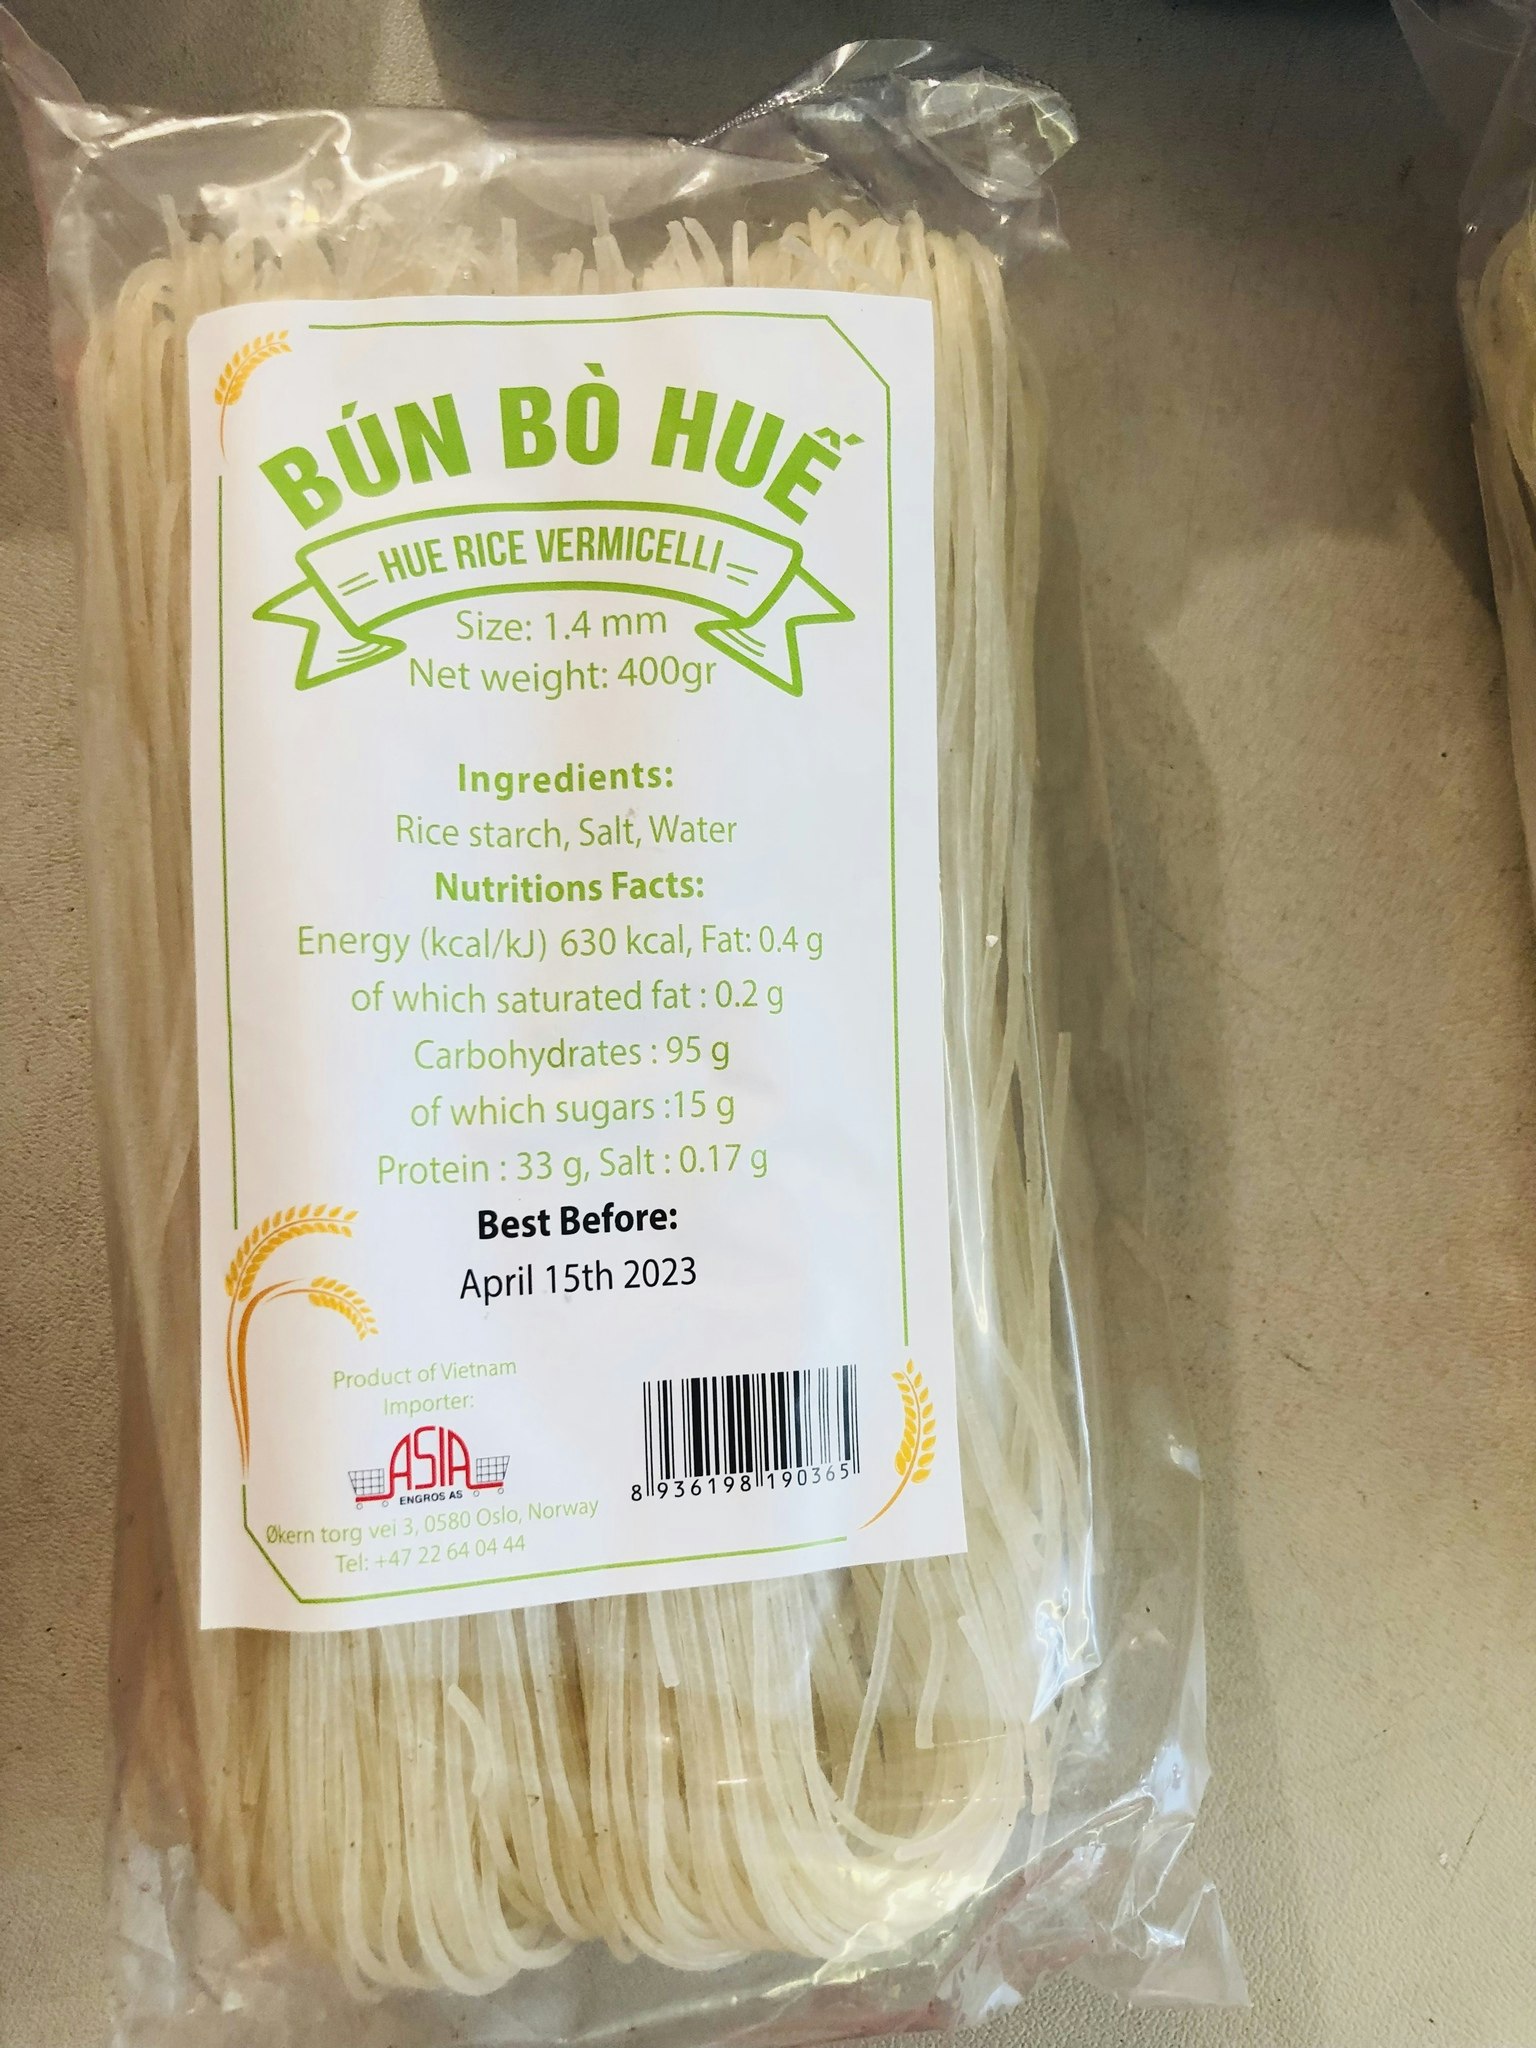 BÚN BÒ HUẾ
HUE RICE VERMICELLI
Size: 1.4 mm
Net weight: 400gr
Ingredients:
Rice starch, Salt, Water
Nutritions Facts:
Energy (kcal/kJ) 630 kcal, Fat: 0.4 g
of which saturated fat : 0.2 g
Carbohydrates : 95 g
of which sugars :15 g
Protein : 33 g, Salt : 0.17 g
Best Before:
April 15th 2023
Product of Vietnam
Importer:
ASIA
ENGROS AS
Økern torg vei 3, 0580 Oslo, Norway
Tel: +47 22 64 04 44
8 936198 190365